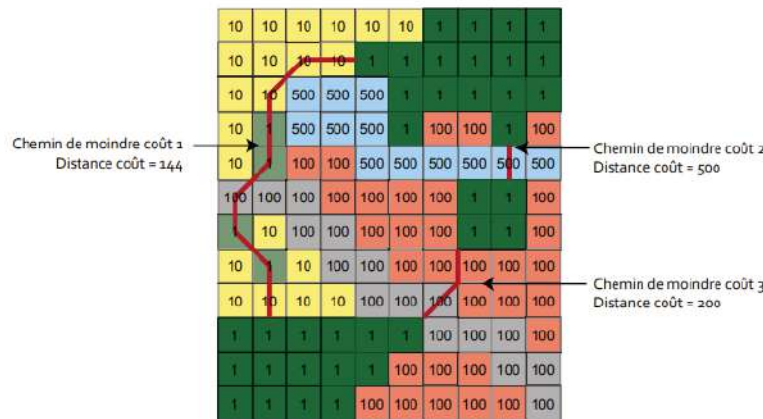 10 10 10 10 10 10 1 1 1 1
10 10 10 10 1 1 1 1 1 1
10 10 500 500 500 1 1 1 1 1
10 1 500 500 500 1 100 100 1 100
10 1 100 100 500 500 500 500 500 500
100 100 100 100 100 100 100 1 1 100
1 10 100 100 100 100 100 1 1 100
10 1 10 100 100 100 100 100 100 100
10 10 10 10 100 100 100 100 100 100
1 1 1 1 1 1 100 100 100 100
1 1 1 1 1 100 100 100 100 100
1 1 1 1 100 100 100 100 100 100
Chemin de moindre coût 1
Distance coût = 144
Chemin de moindre coût 2
Distance coût = 500
Chemin de moindre coût 3
Distance coût = 200